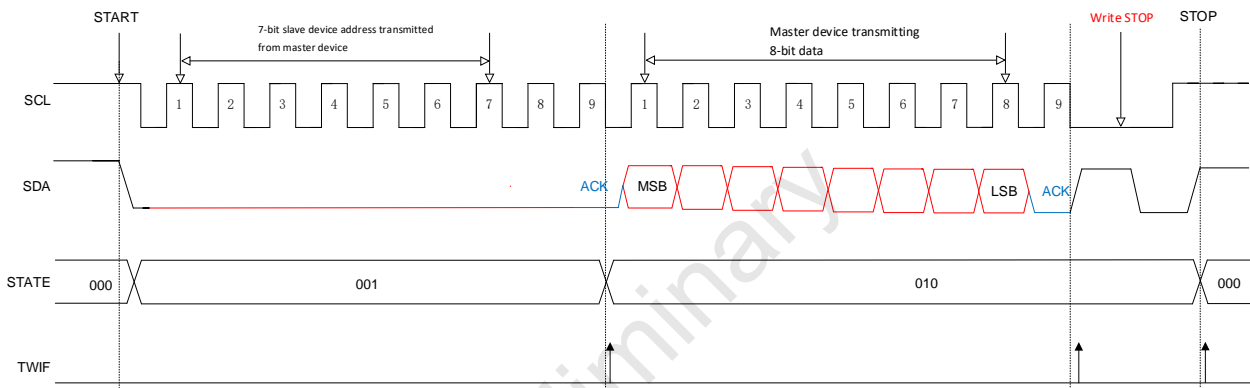 START
7-bit slave device address transmitted
from master device
Master device transmitting
8-bit data
Write STOP
STOP
SCL
1 2 3 4 5 6 7 8 9 1 2 3 4 5 6 7 8 9
SDA
ACK
MSB
LSB
ACK
STATE
000
001
010
000
TWIF
liminary